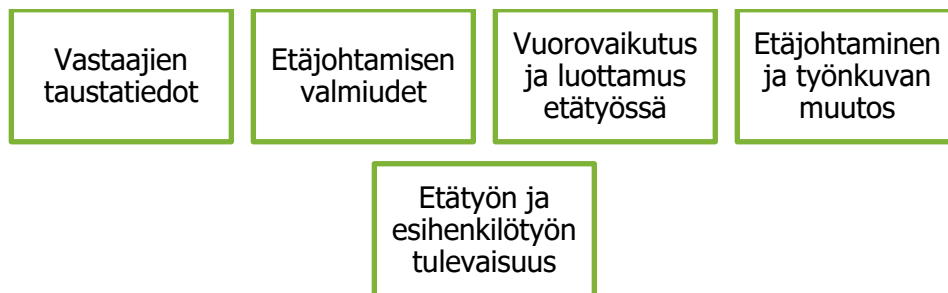 Vastaajien
taustatiedot
Etäjohtamisen
valmiudet
Vuorovaikutus
ja luottamus
etätyössä
Etäjohtaminen
ja työnkuvan
muutos
Etätyön ja
esihenkilötyön
tulevaisuus